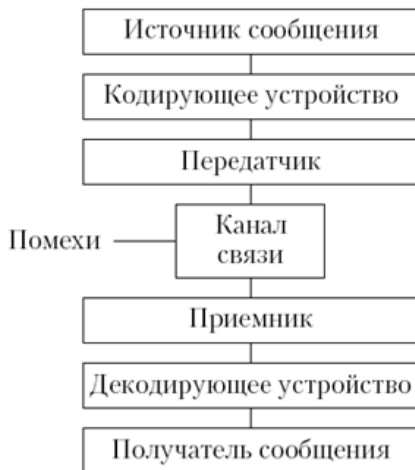 Источник сообщения
Кодирующее устройство
Передатчик
Помехи
Канал
связи
Приемник
Декодирующее устройство
Получатель сообщения